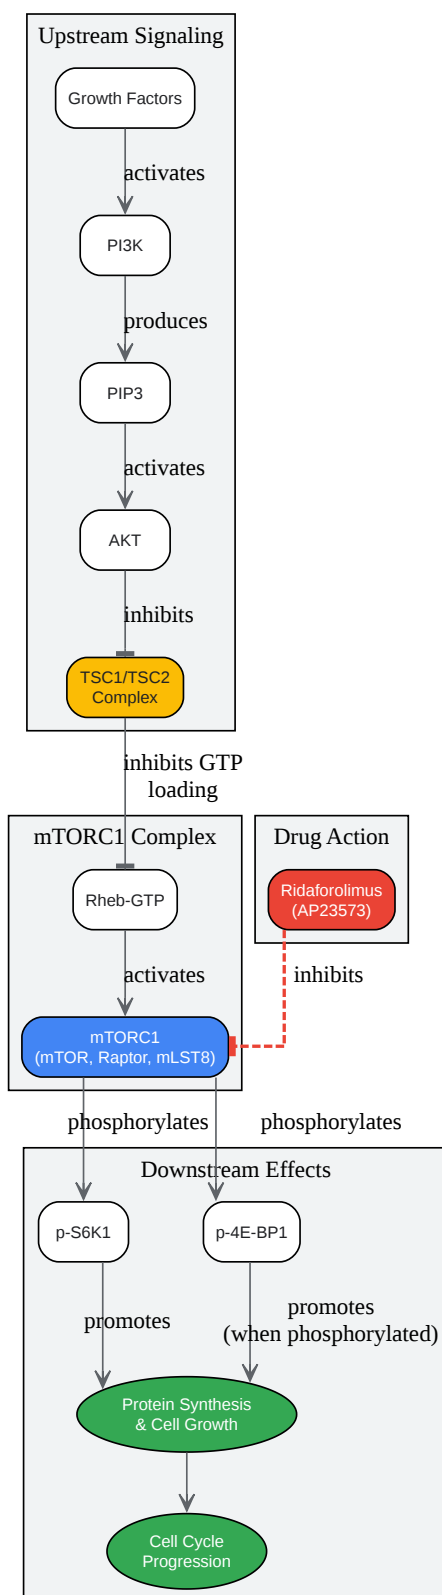 Upstream Signaling
Growth Factors
activates
PI3K
produces
PIP3
activates
AKT
inhibits
TSC1/TSC2
Complex
inhibits GTP
loading
mTORC1 Complex
Drug Action
Rheb-GTP
Ridaforolimus
(AP23573)
activates
inhibits
mTORC1
(mTOR, Raptor, mLST8)
phosphorylates
phosphorylates
Downstream Effects
p-S6K1
p-4E-BP1
promotes
promotes
(when phosphorylated)
Protein Synthesis
& Cell Growth
Cell Cycle
Progression